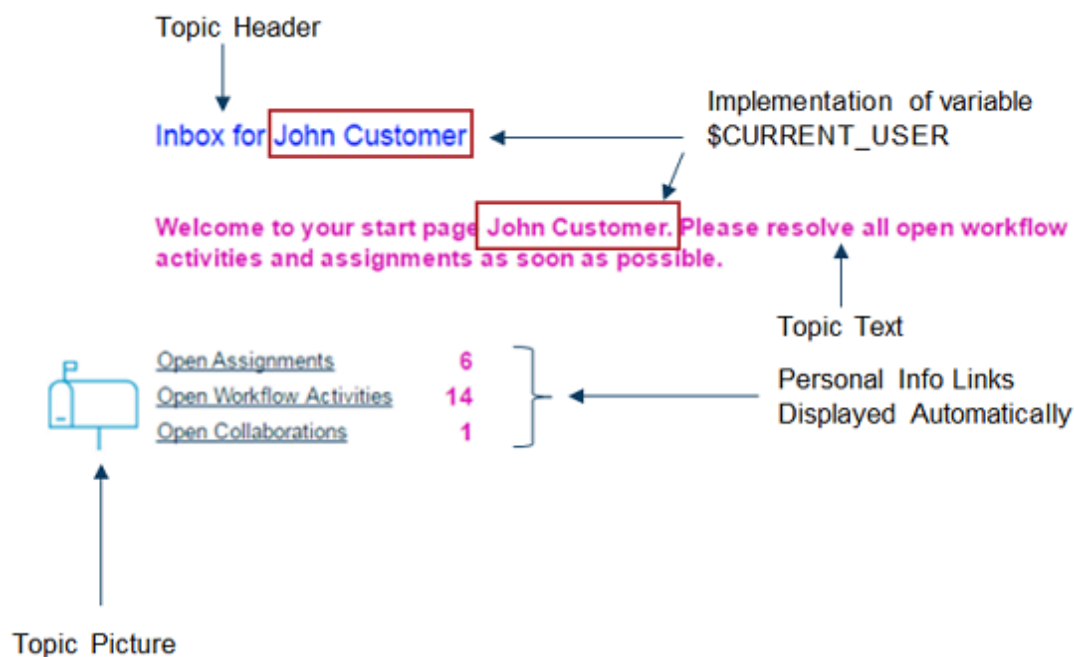 Topic Header
Implementation of variable
$CURRENT_USER
Inbox for John Customer
Welcome to your start page John Customer. Please resolve all open workflow
activities and assignments as soon as possible.
Topic Text
Open Assignments 6
Open Workflow Activities 14
Open Collaborations 1
Personal Info Links
Displayed Automatically
Topic Picture